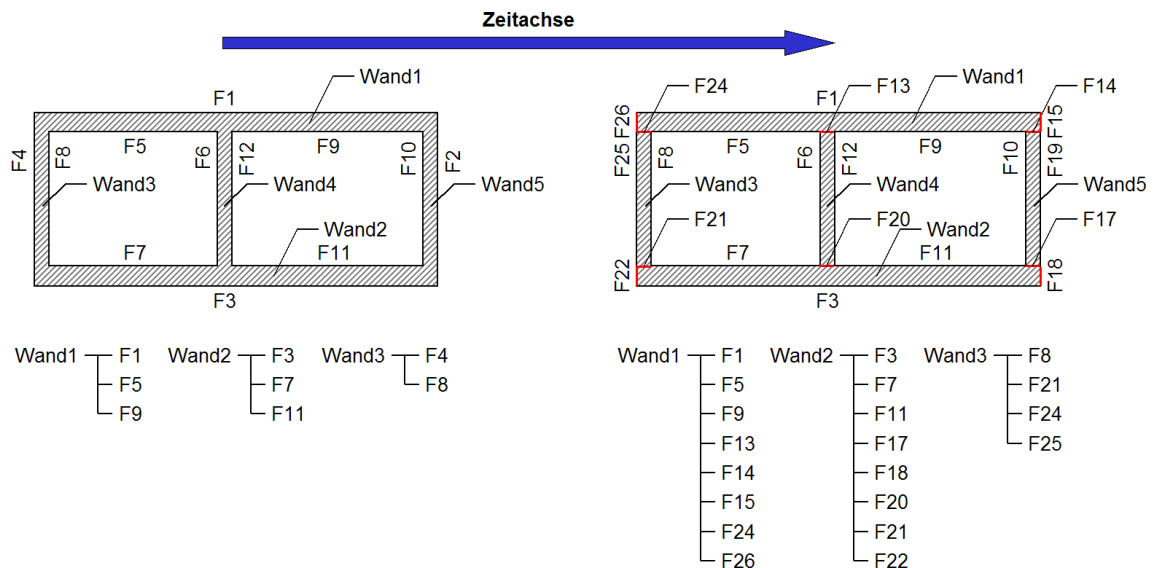 Zeitachse
Wand1
F1
F4
F8
F5
F6
F12
F9
F10
F2
Wand3
Wand4
Wand5
Wand2
F7
F11
F3
F24
F13
Wand1
F14
F1
F26
F15
F25
F8
F5
F6
F12
F9
F10
F19
Wand3
Wand4
Wand5
F21
F20
Wand2
F17
F22
F7
F11
F18
F3
Wand1 F1 Wand2 F3 Wand3 F4
F5 F7 F8
F9 F11
Wand1 F1 Wand2 F3 Wand3 F8
F5 F7 F21
F9 F11 F24
F13 F17 F25
F14 F18
F15 F20
F24 F21
F26 F22